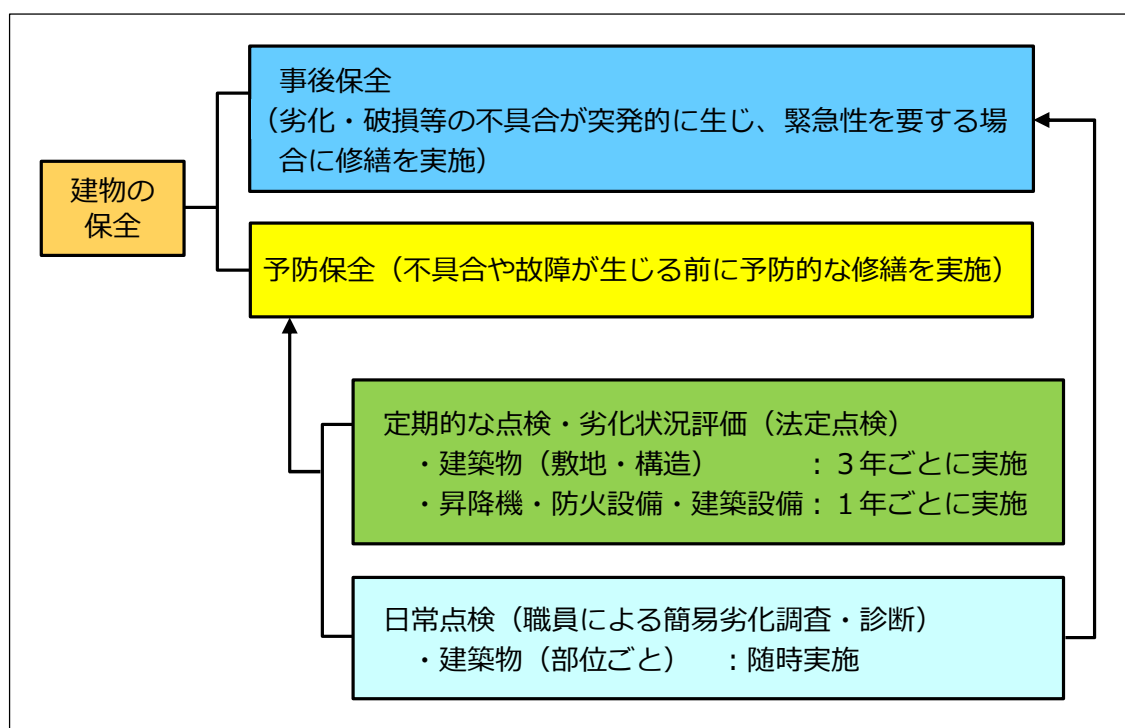 事後保全
（劣化・破損等の不具合が突発的に生じ、緊急性を要する場
合に修繕を実施）
建物の
保全
予防保全（不具合や故障が生じる前に予防的な修繕を実施）
定期的な点検・劣化状況評価（法定点検）
・建築物（敷地・構造）　　　　：３年ごとに実施
・昇降機・防火設備・建築設備：１年ごとに実施
日常点検（職員による簡易劣化調査・診断）
・建築物（部位ごと）　：随時実施